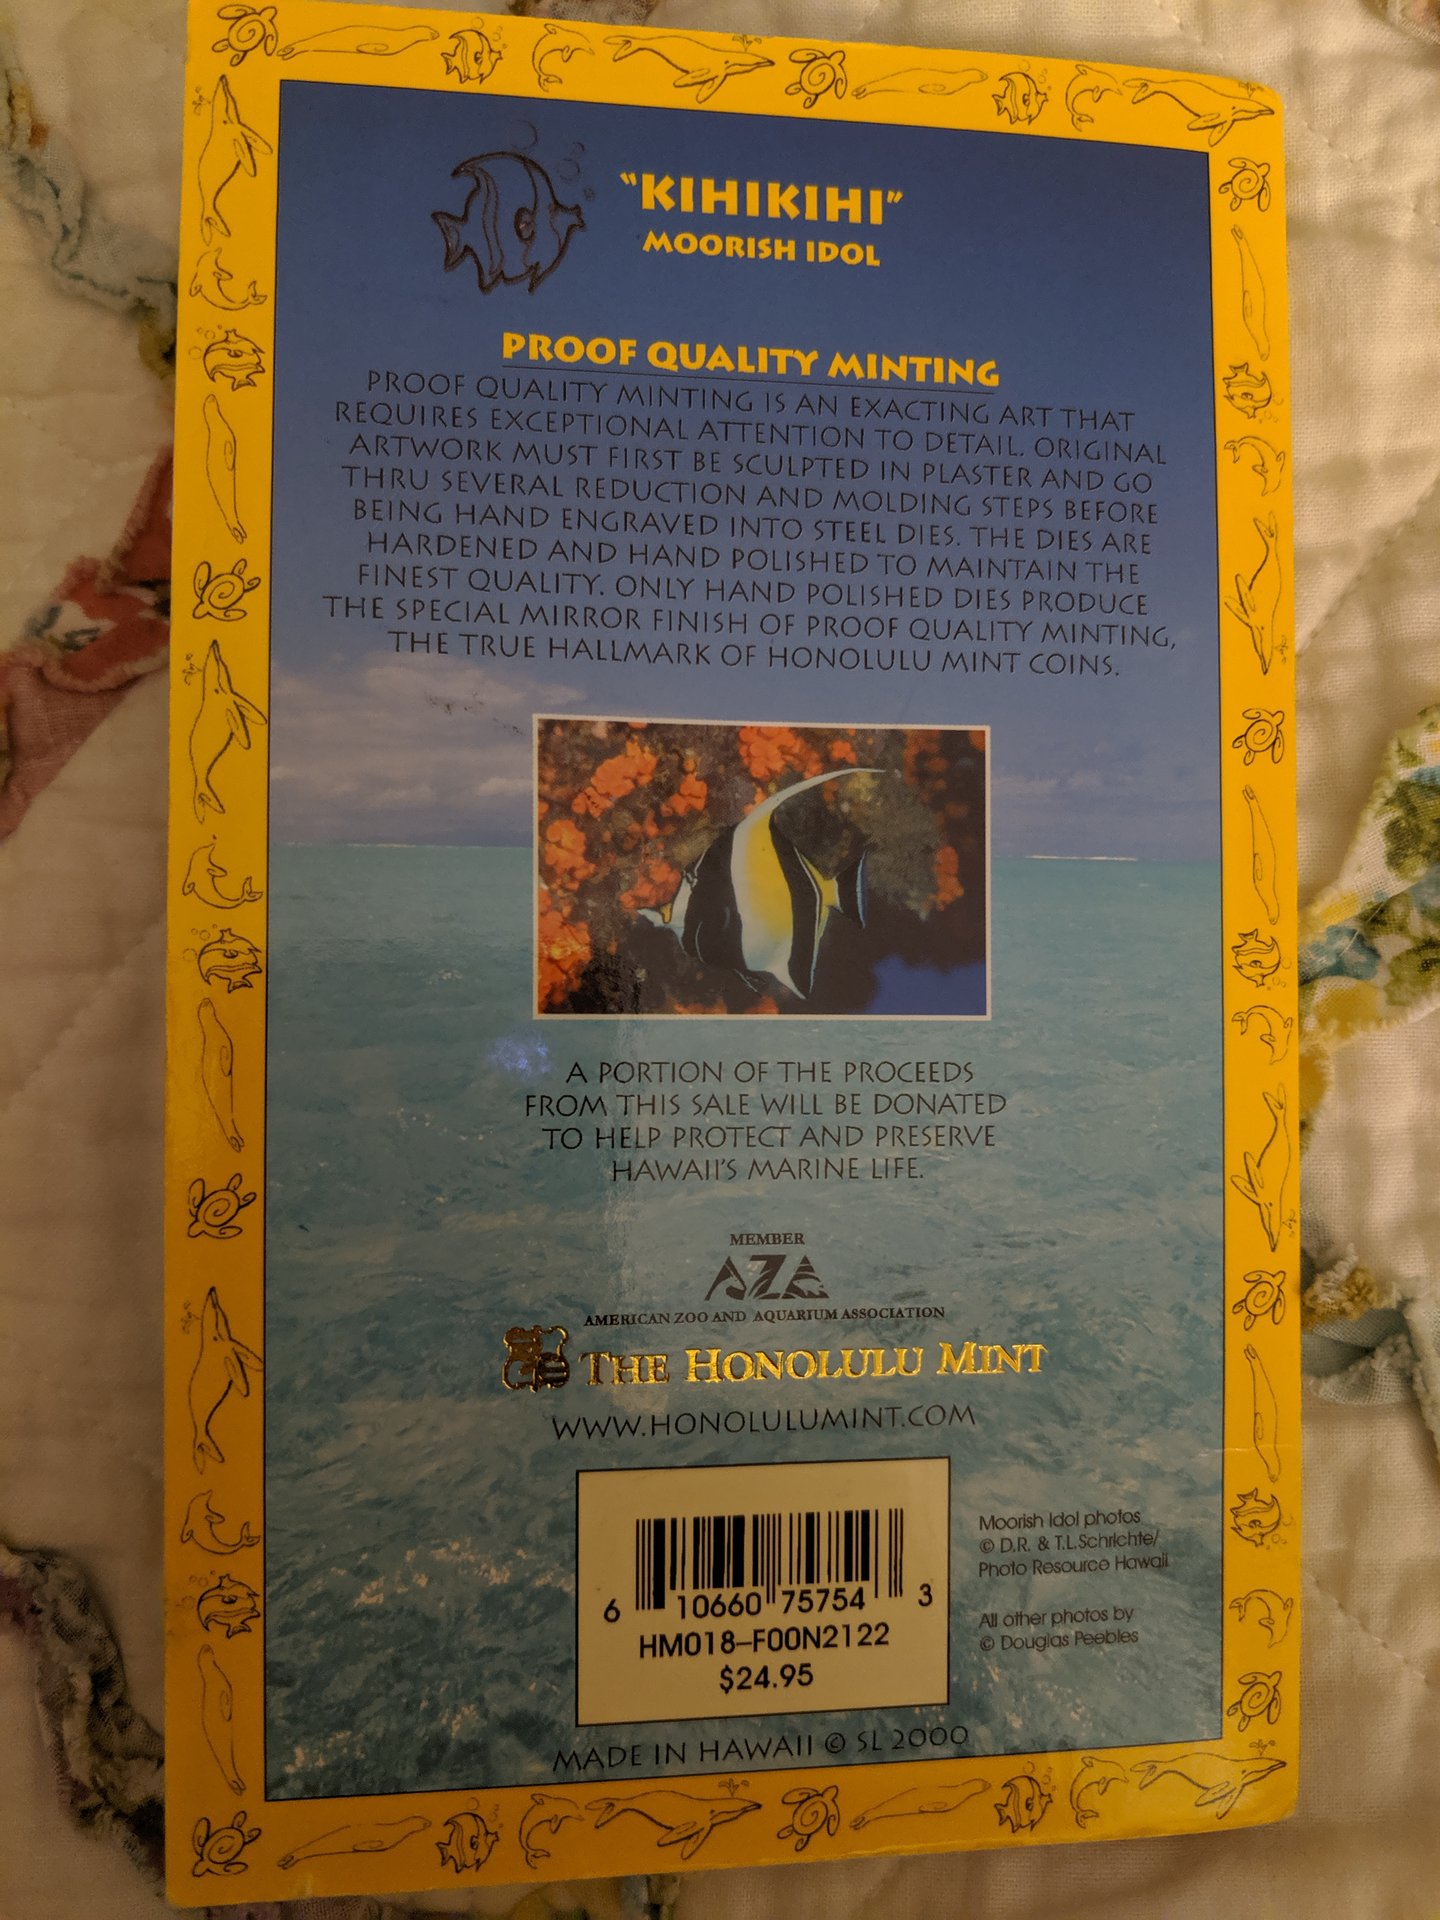 "KIHIKIHI"
MOORISH IDOL
PROOF QUALITY MINTING
PROOF QUALITY MINTING IS AN EXACTING ART THAT
REQUIRES EXCEPTIONAL ATTENTION TO DETAIL. ORIGINAL
ARTWORK MUST FIRST BE SCULPTED IN PLASTER AND GO
THRU SEVERAL REDUCTION AND MOLDING STEPS BEFORE
BEING HAND ENGRAVED INTO STEEL DIES. THE DIES ARE
HARDENED AND HAND POLISHED TO MAINTAIN THE
FINEST QUALITY. ONLY HAND POLISHED DIES PRODUCE
THE SPECIAL MIRROR FINISH OF PROOF QUALITY MINTING,
THE TRUE HALLMARK OF HONOLULU MINT COINS.
A PORTION OF THE PROCEEDS
FROM THIS SALE WILL BE DONATED
TO HELP PROTECT AND PRESERVE
HAWAII'S MARINE LIFE.
MEMBER
AZA
AMERICAN ZOO AND AQUARIUM ASSOCIATION
THE HONOLULU MINT
WWW.HONOLULUMINT.COM
6 10660 75754 3
HM018-F00N2122
$24.95
Moorish Idol photos
© D.R. & T.L.Schrichte/
Photo Resource Hawaii
All other photos by
© Douglas Peebles
MADE IN HAWAII © SL 2000